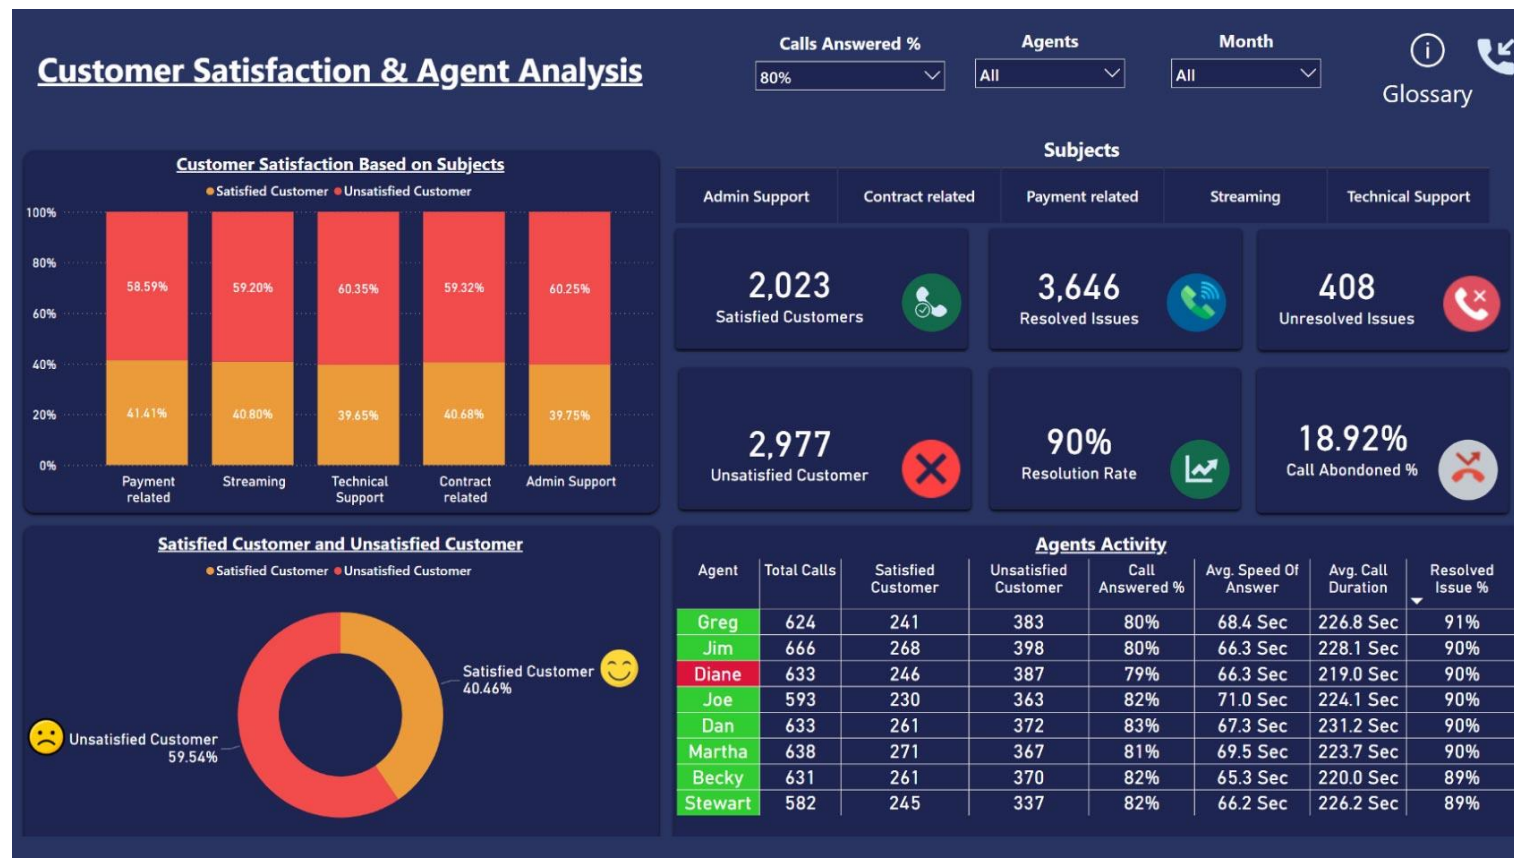 Customer Satisfaction & Agent Analysis
Calls Answered %
80%
Agents
All
Month
All
Glossary
Customer Satisfaction Based on Subjects
Satisfied Customer Unsatisfied Customer
100%
80%
60%
40%
20%
0%
58.59% 59.20% 60.35% 59.32% 60.25%
41.41% 40.80% 39.65% 40.68% 39.75%
Payment related
Streaming
Technical Support
Contract related
Admin Support
Subjects
Admin Support Contract related Payment related Streaming Technical Support
2,023
Satisfied Customers
3,646
Resolved Issues
408
Unresolved Issues
2,977
Unsatisfied Customer
90%
Resolution Rate
18.92%
Call Abondoned %
Satisfied Customer and Unsatisfied Customer
Satisfied Customer Unsatisfied Customer
Satisfied Customer
40.46%
Unsatisfied Customer
59.54%
Agents Activity
Agent Total Calls Satisfied Customer Unsatisfied Customer Call Answered % Avg. Speed Of Answer Avg. Call Duration Resolved Issue %
Greg 624 241 383 80% 68.4 Sec 226.8 Sec 91%
Jim 666 268 398 80% 66.3 Sec 228.1 Sec 90%
Diane 633 246 387 79% 66.3 Sec 219.0 Sec 90%
Joe 593 230 363 82% 71.0 Sec 224.1 Sec 90%
Dan 633 261 372 83% 67.3 Sec 231.2 Sec 90%
Martha 638 271 367 81% 69.5 Sec 223.7 Sec 90%
Becky 631 261 370 82% 65.3 Sec 220.0 Sec 89%
Stewart 582 245 337 82% 66.2 Sec 226.2 Sec 89%